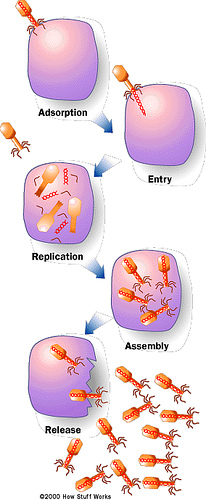 Adsorption
Entry
Replication
Assembly
Release
©2000 How Stuff Works